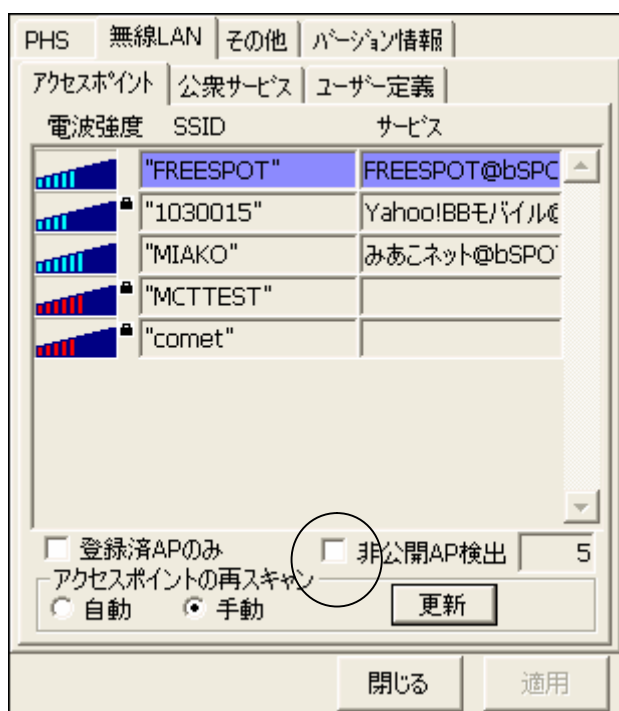 PHS 無線LAN その他 バージョン情報
アクセスポイント 公衆サービス ユーザー定義
電波強度 SSID サービス
"FREESPOT" FREESPOT@bSPC
"1030015" Yahoo!BBモバイル@
"MIAKO" みあこネット@bSPO
"MCTTEST"
"comet"
登録済APのみ 非公開AP検出 5
アクセスポイントの再スキャン
自動 手動 更新
閉じる 適用